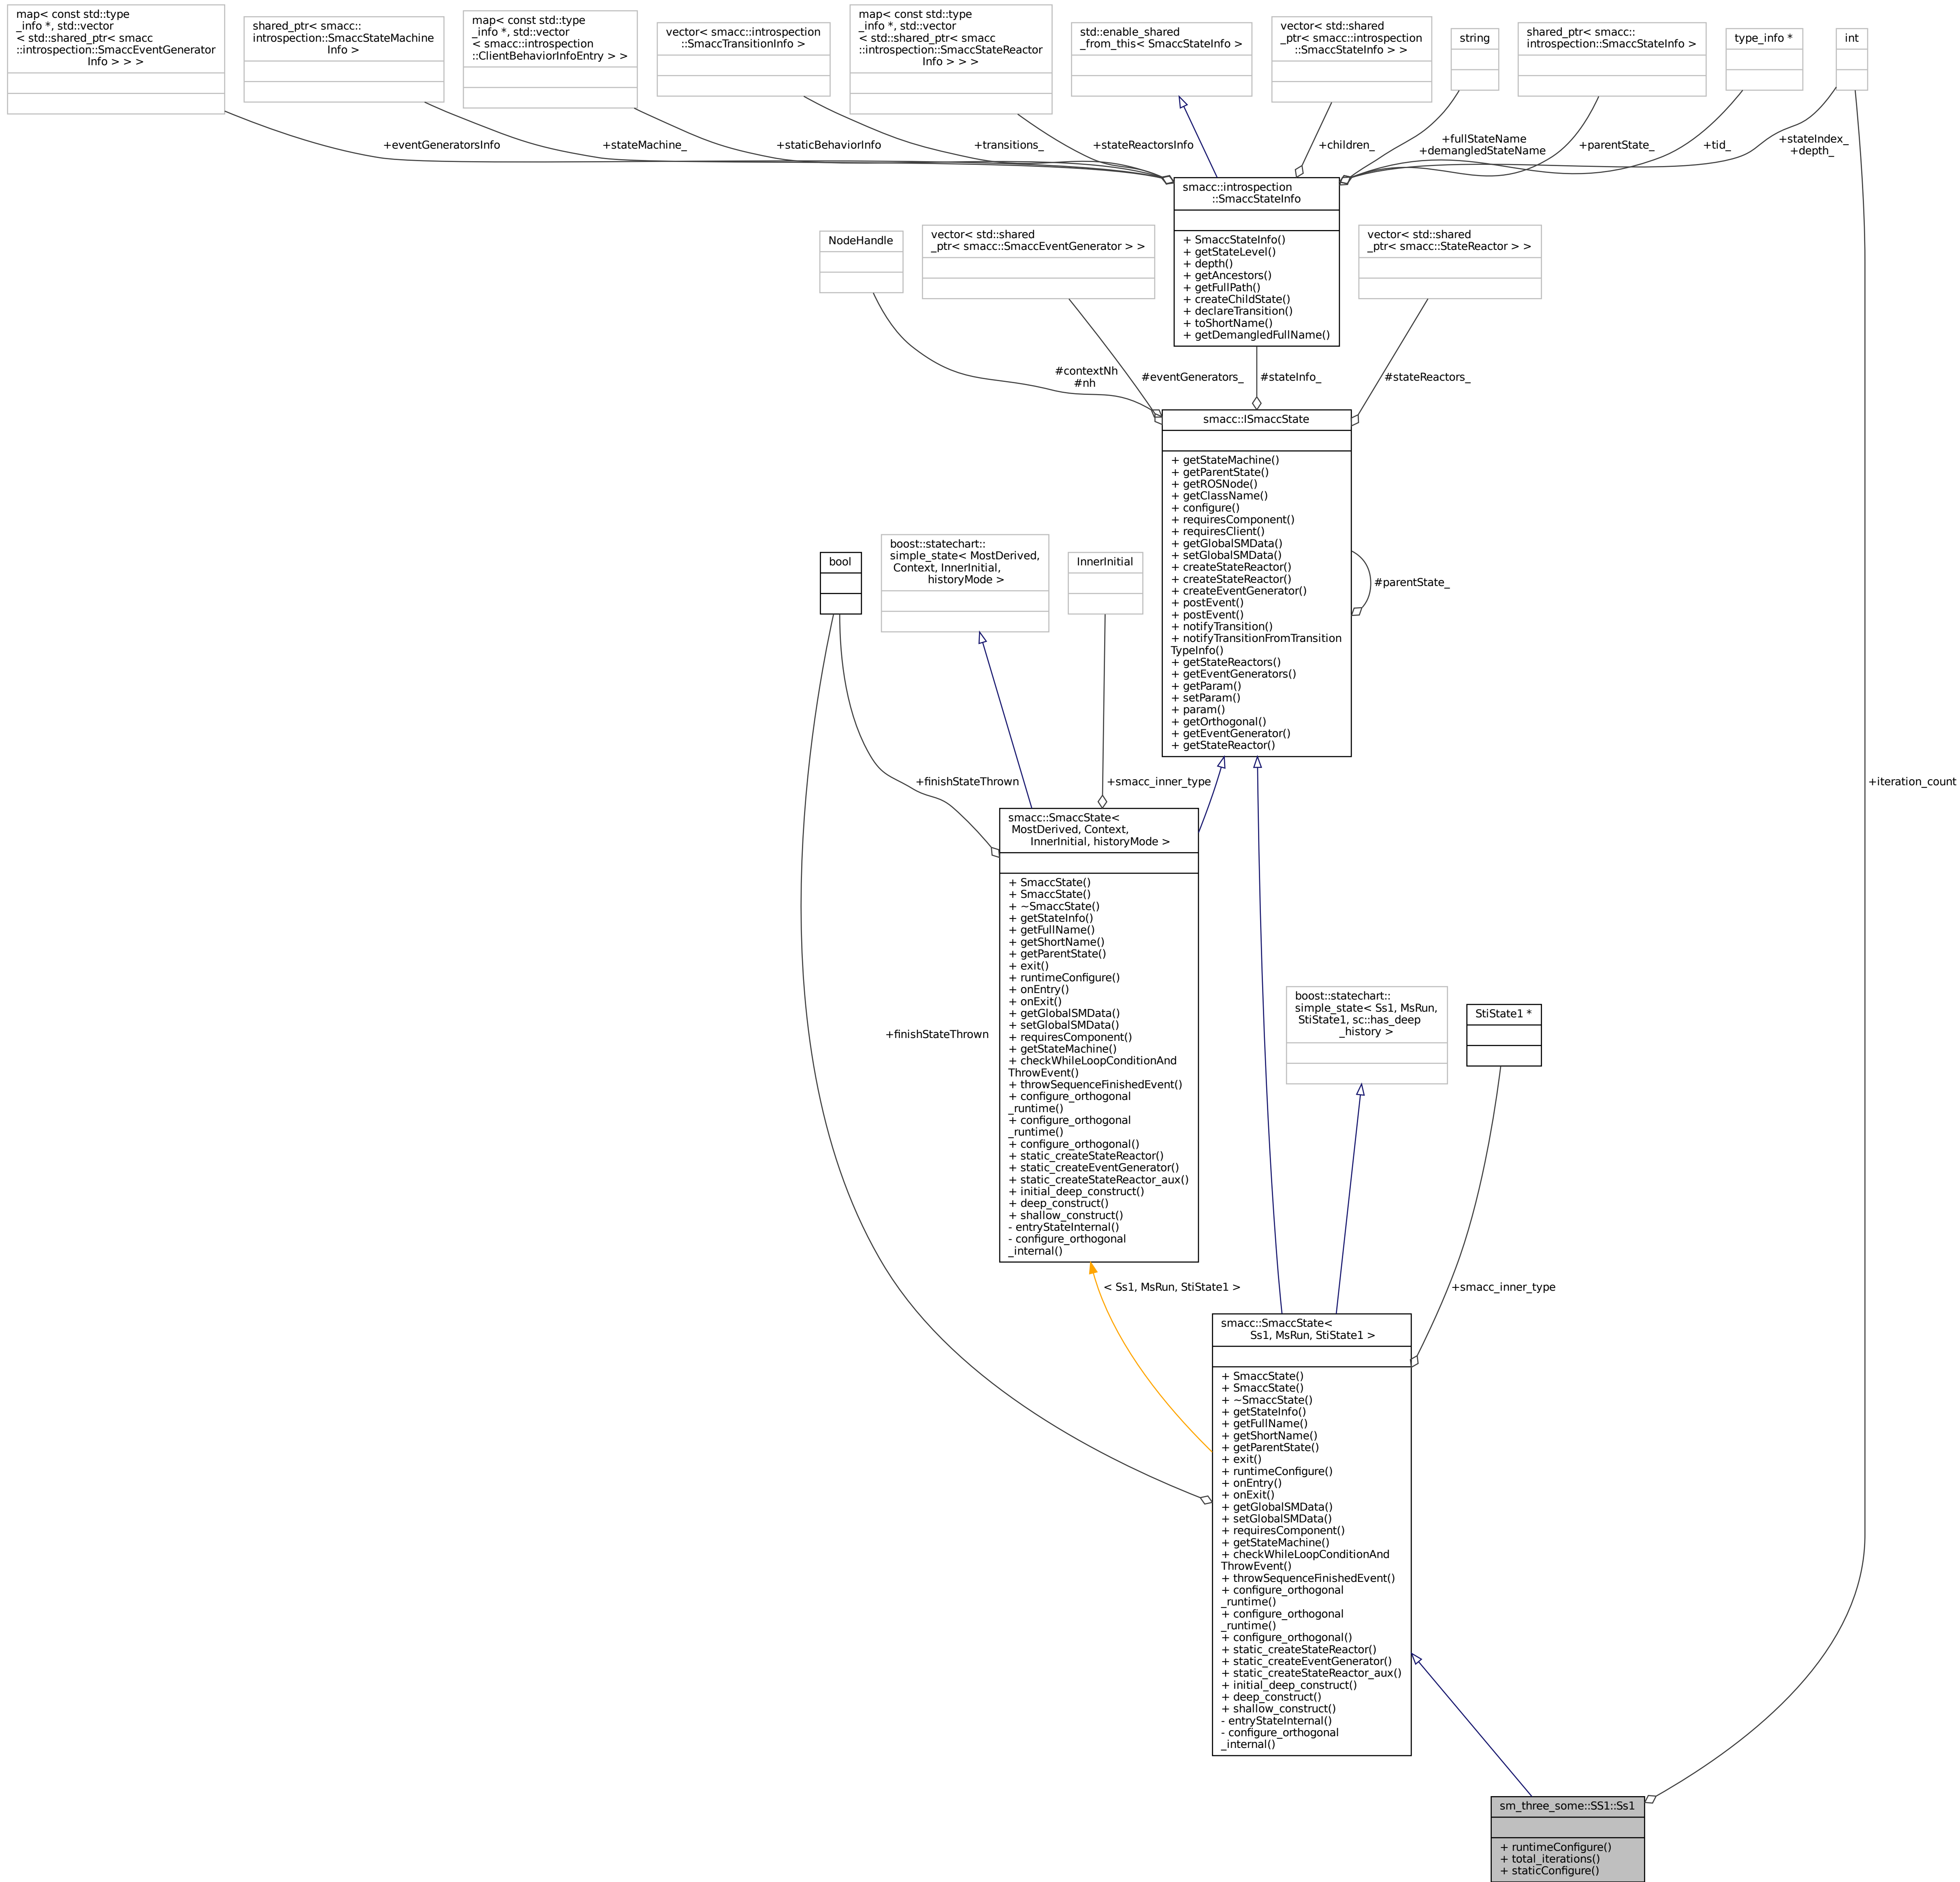 map< const std::type
_info *, std::vector
< std::shared_ptr< smacc
::introspection::SmaccEventGenerator
Info > > >
shared_ptr< smacc::
introspection::SmaccStateMachine
Info >
map< const std::type
_info *, std::vector
< smacc::introspection
::ClientBehaviorInfoEntry > >
vector< smacc::introspection
::SmaccTransitionInfo >
map< const std::type
_info *, std::vector
< std::shared_ptr< smacc
::introspection::SmaccStateReactor
Info > > >
std::enable_shared
_from_this< SmaccStateInfo >
vector< std::shared
_ptr< smacc::introspection
::SmaccStateInfo > >
string
shared_ptr< smacc::
introspection::SmaccStateInfo >
type_info *
int
+eventGeneratorsInfo
+stateMachine_
+staticBehaviorInfo
+transitions_
+stateReactorsInfo
+children_
+fullStateName
+demangledStateName
+parentState_
+tid_
+stateIndex_
+depth_
smacc::introspection
::SmaccStateInfo
+ SmaccStateInfo()
+ getStateLevel()
+ depth()
+ getAncestors()
+ getFullPath()
+ createChildState()
+ declareTransition()
+ toShortName()
+ getDemangledFullName()
NodeHandle
vector< std::shared
_ptr< smacc::SmaccEventGenerator > >
vector< std::shared
_ptr< smacc::StateReactor > >
#contextNh
#nh
#eventGenerators_
#stateInfo_
#stateReactors_
smacc::ISmaccState
+ getStateMachine()
+ getParentState()
+ getROSNode()
+ getClassName()
+ configure()
+ requiresComponent()
+ requiresClient()
+ getGlobalSMData()
+ setGlobalSMData()
+ createStateReactor()
+ createStateReactor()
+ createEventGenerator()
+ postEvent()
+ postEvent()
+ notifyTransition()
+ notifyTransitionFromTransition
TypeInfo()
+ getStateReactors()
+ getEventGenerators()
+ getParam()
+ setParam()
+ param()
+ getOrthogonal()
+ getEventGenerator()
+ getStateReactor()
#parentState_
bool
boost::statechart::
simple_state< MostDerived,
Context, InnerInitial,
historyMode >
InnerInitial
+finishStateThrown
+smacc_inner_type
+iteration_count
smacc::SmaccState<
MostDerived, Context,
InnerInitial, historyMode >
+ SmaccState()
+ SmaccState()
+ ~SmaccState()
+ getStateInfo()
+ getFullName()
+ getShortName()
+ getParentState()
+ exit()
+ runtimeConfigure()
+ onEntry()
+ onExit()
+ getGlobalSMData()
+ setGlobalSMData()
+ requiresComponent()
+ getStateMachine()
+ checkWhileLoopConditionAnd
ThrowEvent()
+ throwSequenceFinishedEvent()
+ configure_orthogonal
_runtime()
+ configure_orthogonal
_runtime()
+ configure_orthogonal()
+ static_createStateReactor()
+ static_createEventGenerator()
+ static_createStateReactor_aux()
+ initial_deep_construct()
+ deep_construct()
+ shallow_construct()
- entryStateInternal()
- configure_orthogonal
_internal()
+finishStateThrown
boost::statechart::
simple_state< Ss1, MsRun,
StiState1, sc::has_deep
_history >
StiState1 *
< Ss1, MsRun, StiState1 >
+smacc_inner_type
smacc::SmaccState<
Ss1, MsRun, StiState1 >
+ SmaccState()
+ SmaccState()
+ ~SmaccState()
+ getStateInfo()
+ getFullName()
+ getShortName()
+ getParentState()
+ exit()
+ runtimeConfigure()
+ onEntry()
+ onExit()
+ getGlobalSMData()
+ setGlobalSMData()
+ requiresComponent()
+ getStateMachine()
+ checkWhileLoopConditionAnd
ThrowEvent()
+ throwSequenceFinishedEvent()
+ configure_orthogonal
_runtime()
+ configure_orthogonal
_runtime()
+ configure_orthogonal()
+ static_createStateReactor()
+ static_createEventGenerator()
+ static_createStateReactor_aux()
+ initial_deep_construct()
+ deep_construct()
+ shallow_construct()
- entryStateInternal()
- configure_orthogonal
_internal()
sm_three_some::SS1::Ss1
+ runtimeConfigure()
+ total_iterations()
+ staticConfigure()